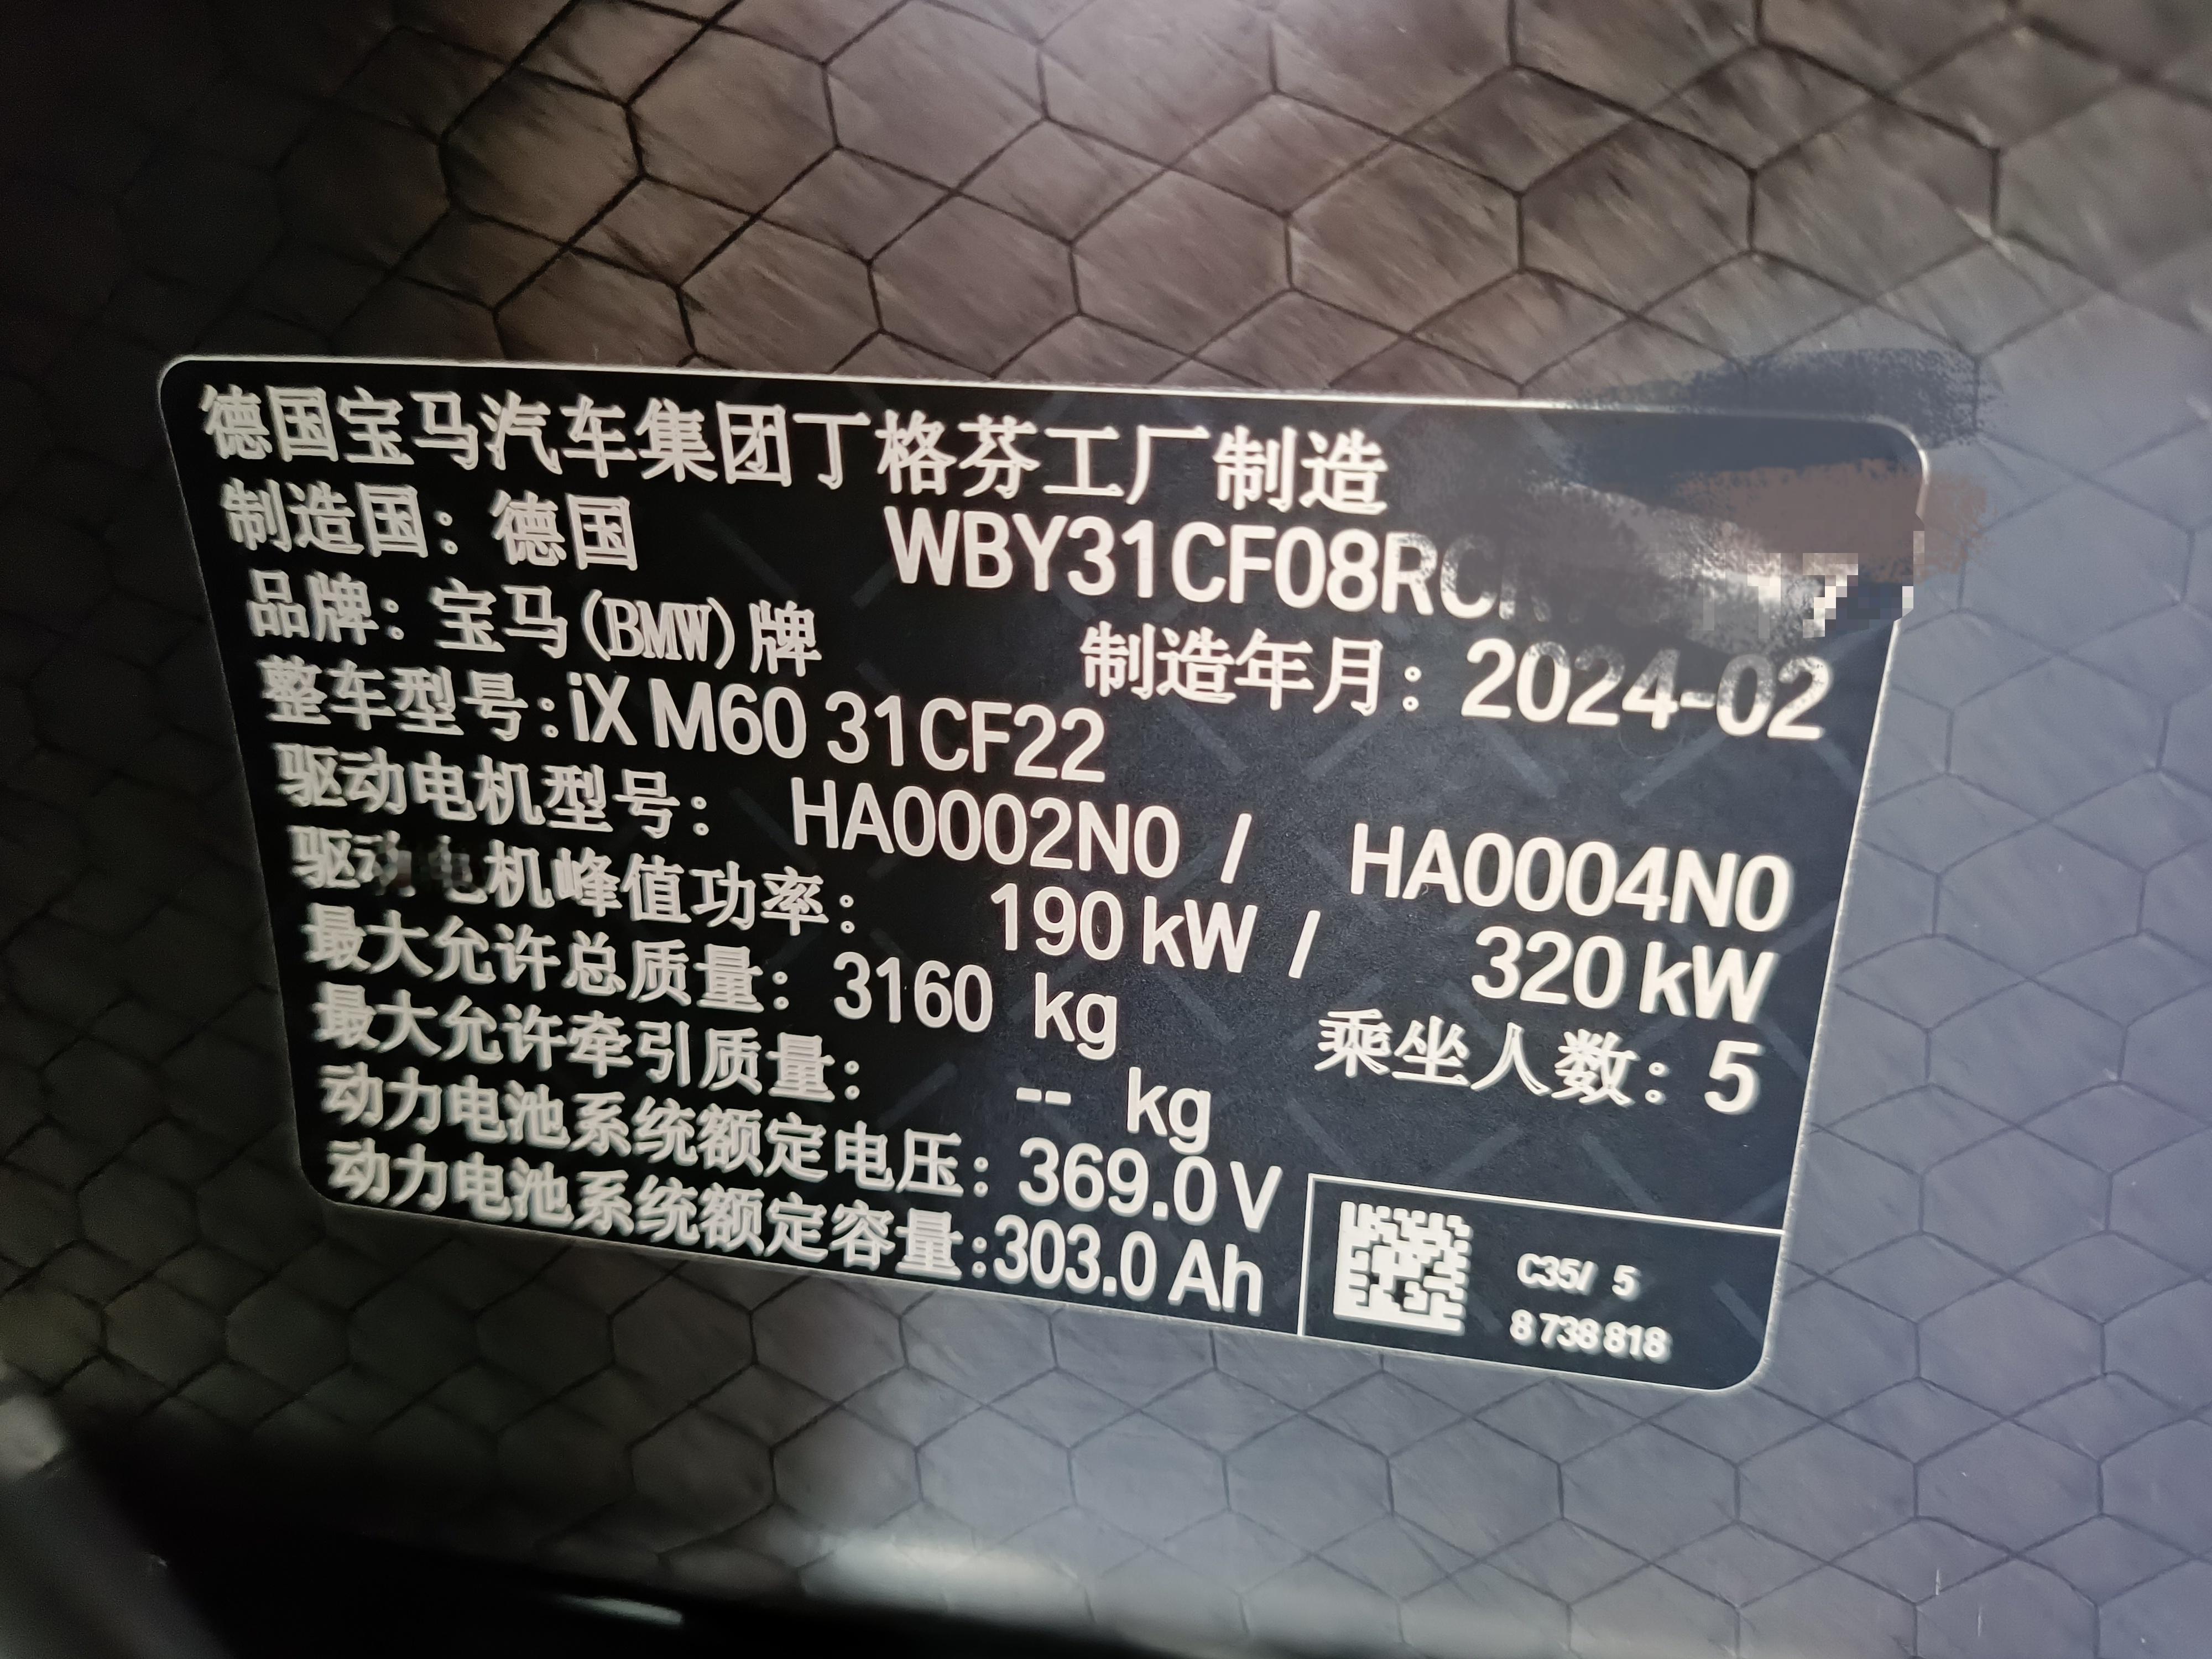 德国宝马汽车集团丁格芬工厂制造
制造国：德国 WBY31CF08RC
品牌：宝马(BMW)牌 制造年月：2024-02
整车型号：iX M60 31CF22
驱动电机型号： HA0002N0 / HA0004N0
驱动电机峰值功率： 190 kW / 320 kW
最大允许总质量：3160 kg 乘坐人数：5
最大允许牵引质量： -- kg
动力电池系统额定电压：369.0 V
动力电池系统额定容量:303.0 Ah
C35/ 5
8 738 818